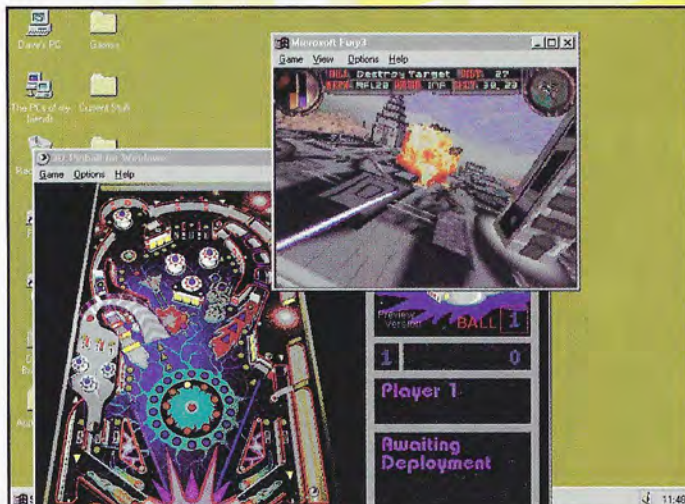 Dave's PC
Games
The PCs of my
friends
Current Stuff
Microsoft Fury3
Game View Options Help
Destroy Target 27
30, 20
3D Pinball for Windows
Game Options Help
Preview
Version
BALL 1
1 0
Player 1
Awaiting
Deployment
11:48